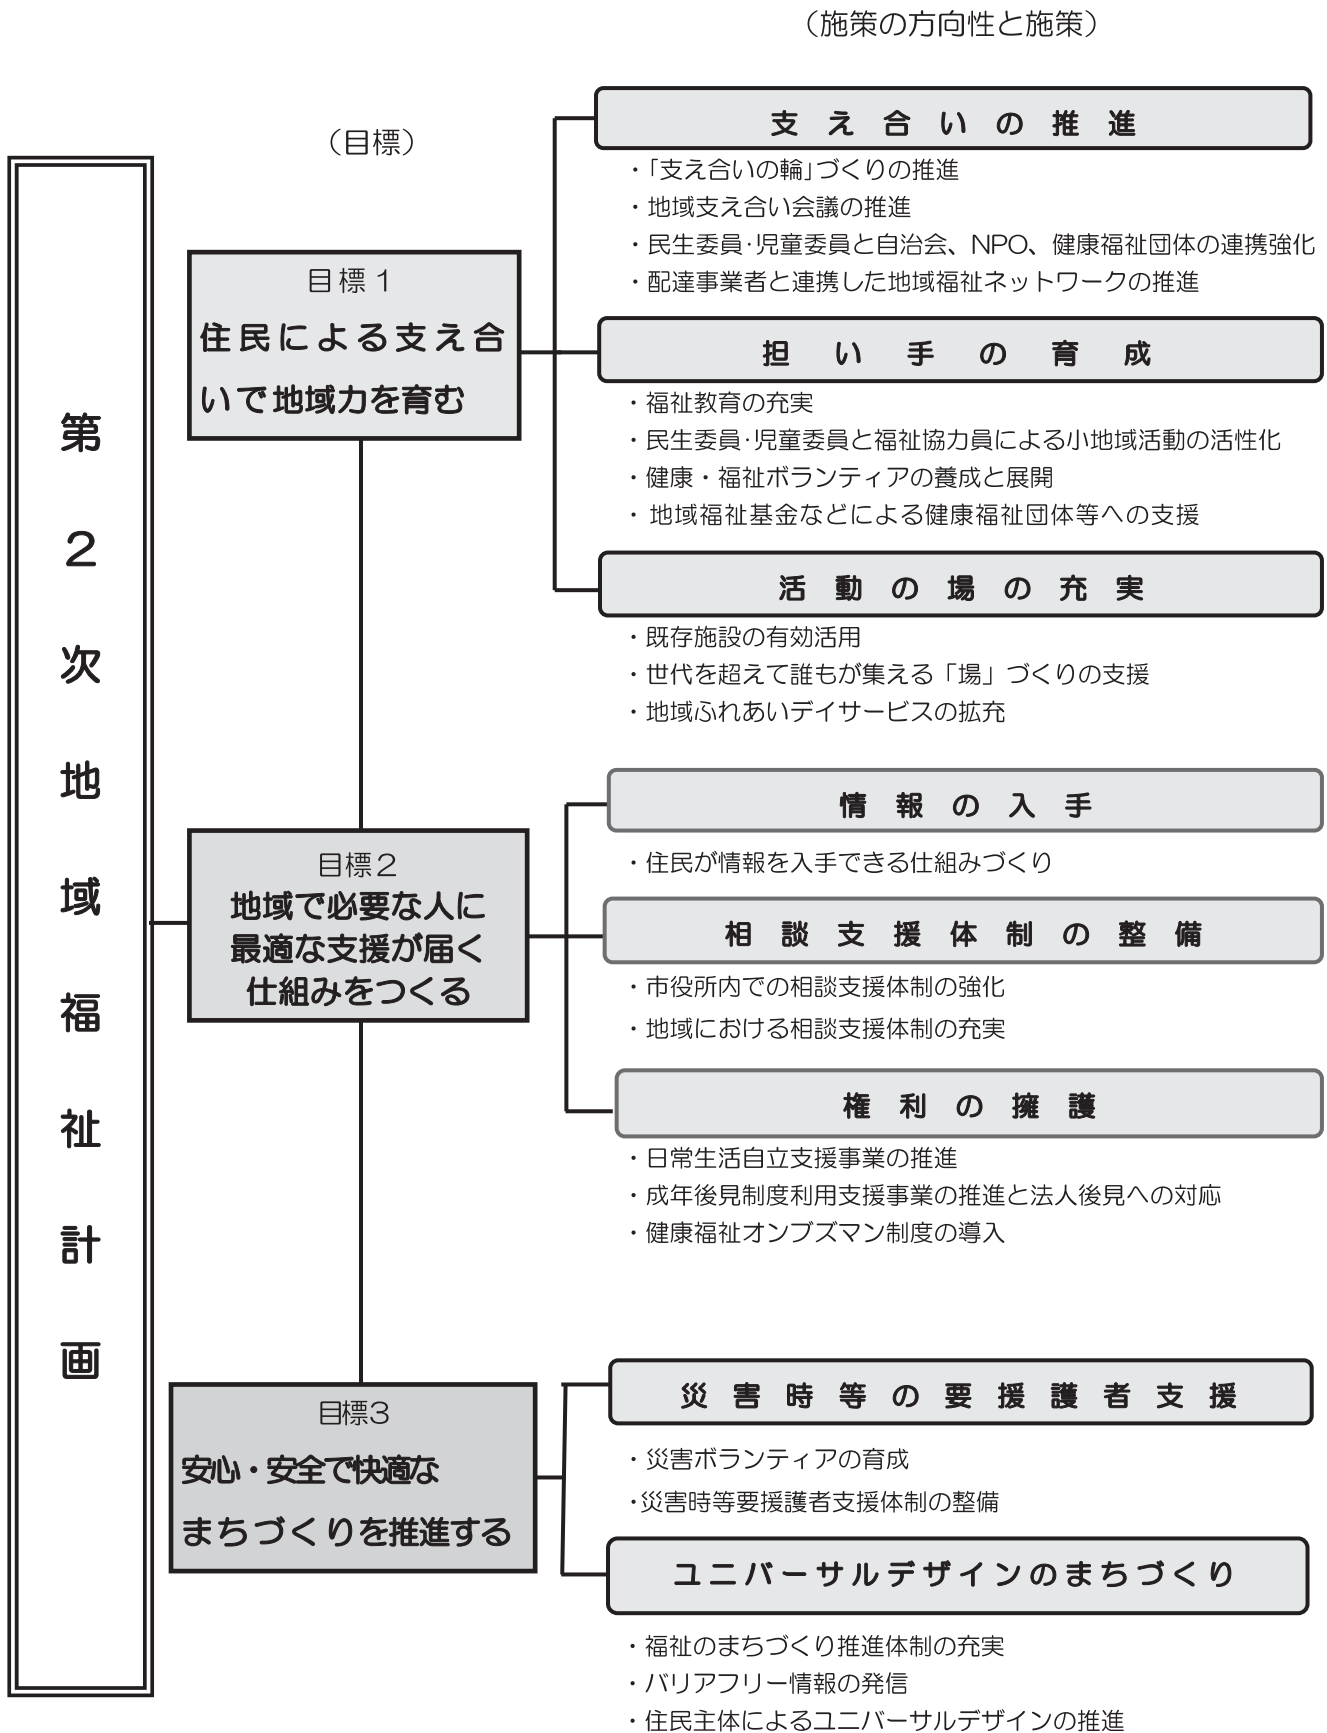 （施策の方向性と施策）
（目標）
第２次地域福祉計画
目標１
住民による支え合
いで地域力を育む
支え合いの推進
・「支え合いの輪」づくりの推進
・地域支え合い会議の推進
・民生委員･児童委員と自治会、NPO、健康福祉団体の連携強化
・配達事業者と連携した地域福祉ネットワークの推進
担い手の育成
・福祉教育の充実
・民生委員･児童委員と福祉協力員による小地域活動の活性化
・健康・福祉ボランティアの養成と展開
・地域福祉基金などによる健康福祉団体等への支援
活動の場の充実
・既存施設の有効活用
・世代を超えて誰もが集える「場」づくりの支援
・地域ふれあいデイサービスの拡充
目標２
地域で必要な人に
最適な支援が届く
仕組みをつくる
情報の入手
・住民が情報を入手できる仕組みづくり
相談支援体制の整備
・市役所内での相談支援体制の強化
・地域における相談支援体制の充実
権利の擁護
・日常生活自立支援事業の推進
・成年後見制度利用支援事業の推進と法人後見への対応
・健康福祉オンブズマン制度の導入
目標３
安心・安全で快適な
まちづくりを推進する
災害時等の要援護者支援
・災害ボランティアの育成
・災害時等要援護者支援体制の整備
ユニバーサルデザインのまちづくり
・福祉のまちづくり推進体制の充実
・バリアフリー情報の発信
・住民主体によるユニバーサルデザインの推進